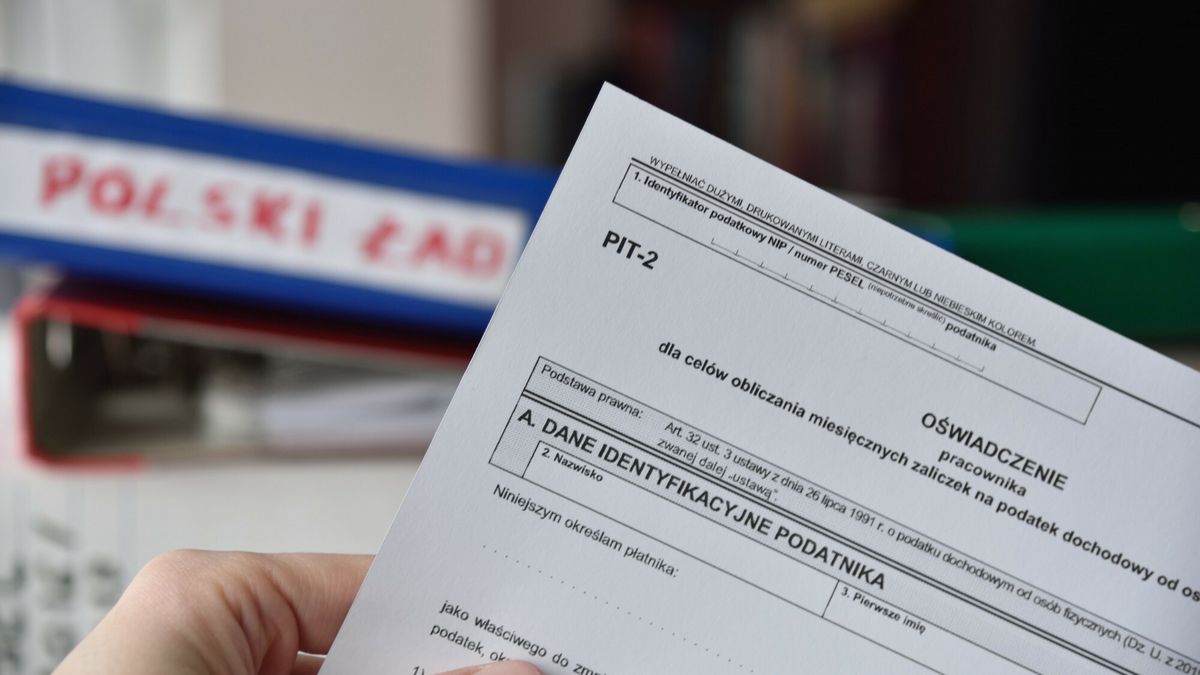 POLSKI ŁAD
WYPEŁNIAĆ DUŻYMI, DRUKOWANYMI LITERAMI, CZARNYM LUB NIEBIESKIM KOLOREM.
1. Identyfikator podatkowy NIP / numer PESEL (niepotrzebne skreślić) podatnika
PIT-2
OŚWIADCZENIE
pracownika
dla celów obliczania miesięcznych zaliczek na podatek dochodowy od os
Podstawa prawna:
Art. 32 ust. 3 ustawy z dnia 26 lipca 1991 r. o podatku dochodowym od osób fizycznych (Dz. U. z 201
zwanej dalej „ustawą”.
A. DANE IDENTYFIKACYJNE PODATNIKA
2. Nazwisko
3. Pierwsze imię
Niniejszym określam płatnika:
jako właściwego do zm
podatek, ok
1)